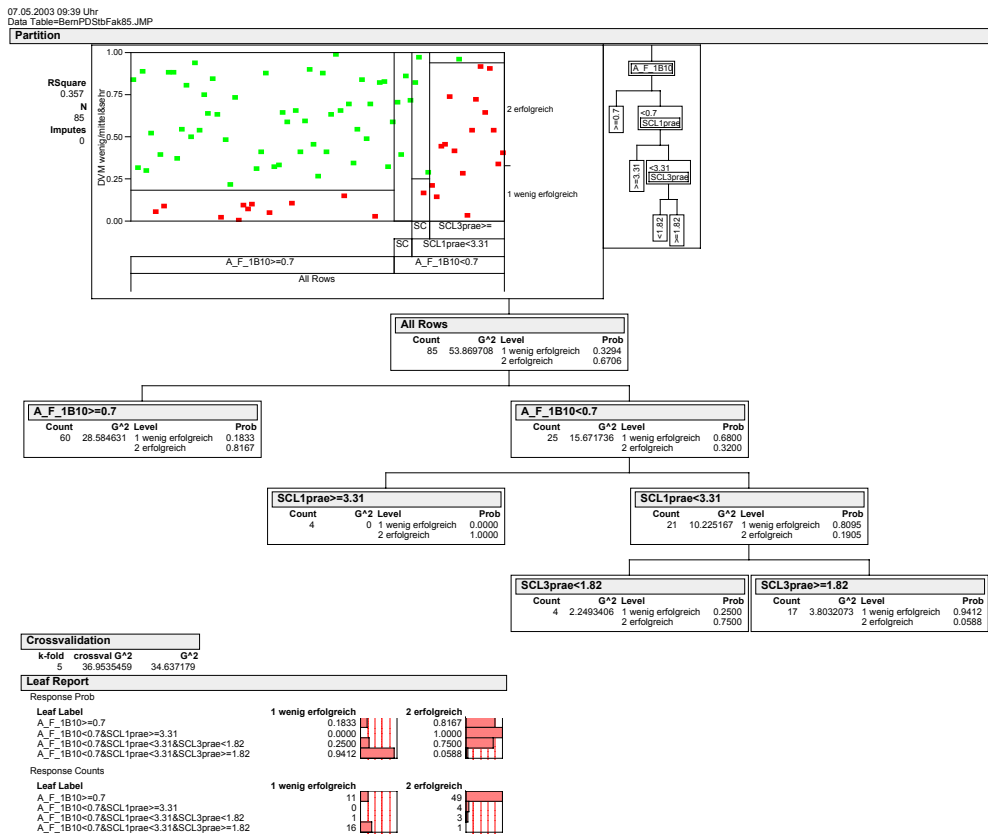 07.05.2003 09:39 Uhr
Data Table=BernPDStbFak85.JMP
Partition
RSquare
0.357
N
85
Imputes
0
DVM wenig/mittel&sehr
1.00
0.75
0.50
0.25
0.00
2 erfolgreich
1 wenig erfolgreich
SC SCL3prae>=
SC SCL1prae<3.31
A_F_1B10>=0.7 A_F_1B10<0.7
All Rows
A_F_1B10
>=0.7
<0.7
SCL1prae
>=3.31
<3.31
SCL3prae
<1.82
>=1.82
All Rows
Count G^2 Level Prob
85 53.869708 1 wenig erfolgreich 0.3294
2 erfolgreich 0.6706
A_F_1B10>=0.7
Count G^2 Level Prob
60 28.584631 1 wenig erfolgreich 0.1833
2 erfolgreich 0.8167
A_F_1B10<0.7
Count G^2 Level Prob
25 15.671736 1 wenig erfolgreich 0.6800
2 erfolgreich 0.3200
SCL1prae>=3.31
Count G^2 Level Prob
4 0 1 wenig erfolgreich 0.0000
2 erfolgreich 1.0000
SCL1prae<3.31
Count G^2 Level Prob
21 10.225167 1 wenig erfolgreich 0.8095
2 erfolgreich 0.1905
SCL3prae<1.82
Count G^2 Level Prob
4 2.2493406 1 wenig erfolgreich 0.2500
2 erfolgreich 0.7500
SCL3prae>=1.82
Count G^2 Level Prob
17 3.8032073 1 wenig erfolgreich 0.9412
2 erfolgreich 0.0588
Crossvalidation
k-fold crossval G^2 G^2
5 36.9535459 34.637179
Leaf Report
Response Prob
Leaf Label 1 wenig erfolgreich 2 erfolgreich
A_F_1B10>=0.7 0.1833 0.8167
A_F_1B10<0.7&SCL1prae>=3.31 0.0000 1.0000
A_F_1B10<0.7&SCL1prae<3.31&SCL3prae<1.82 0.2500 0.7500
A_F_1B10<0.7&SCL1prae<3.31&SCL3prae>=1.82 0.9412 0.0588
Response Counts
Leaf Label 1 wenig erfolgreich 2 erfolgreich
A_F_1B10>=0.7 11 49
A_F_1B10<0.7&SCL1prae>=3.31 0 4
A_F_1B10<0.7&SCL1prae<3.31&SCL3prae<1.82 1 3
A_F_1B10<0.7&SCL1prae<3.31&SCL3prae>=1.82 16 1